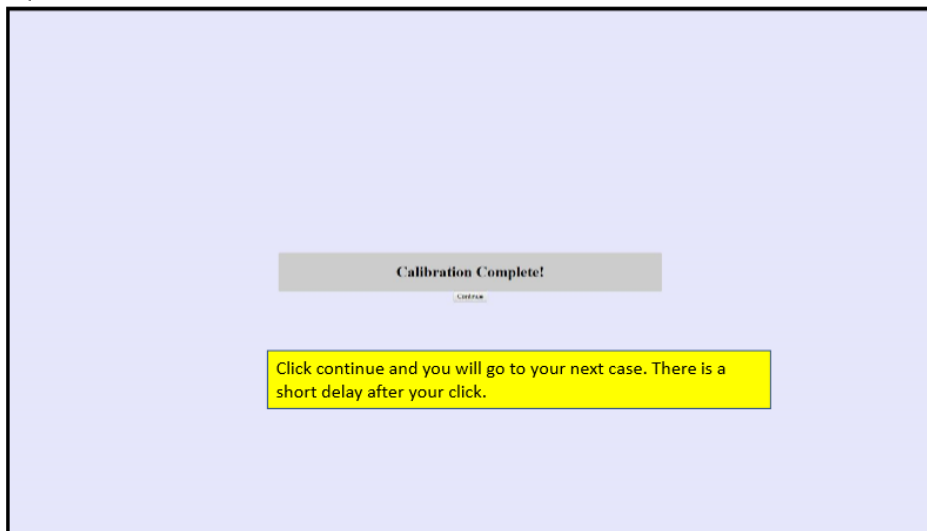 Calibration Complete!
Continue
Click continue and you will go to your next case. There is a
short delay after your click.